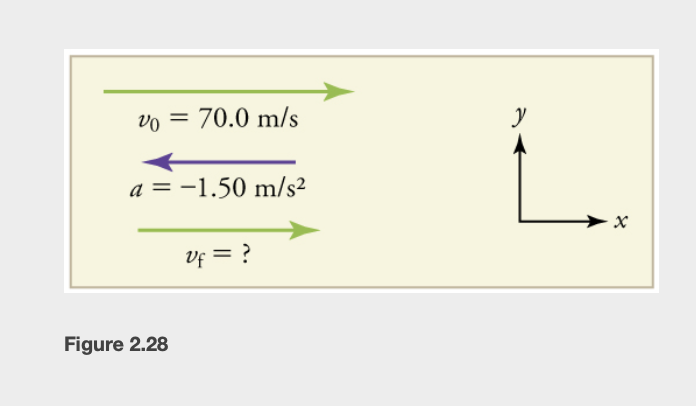 v₀ = 70.0 m/s
y
a = −1.50 m/s²
x
v_f = ?
Figure 2.28